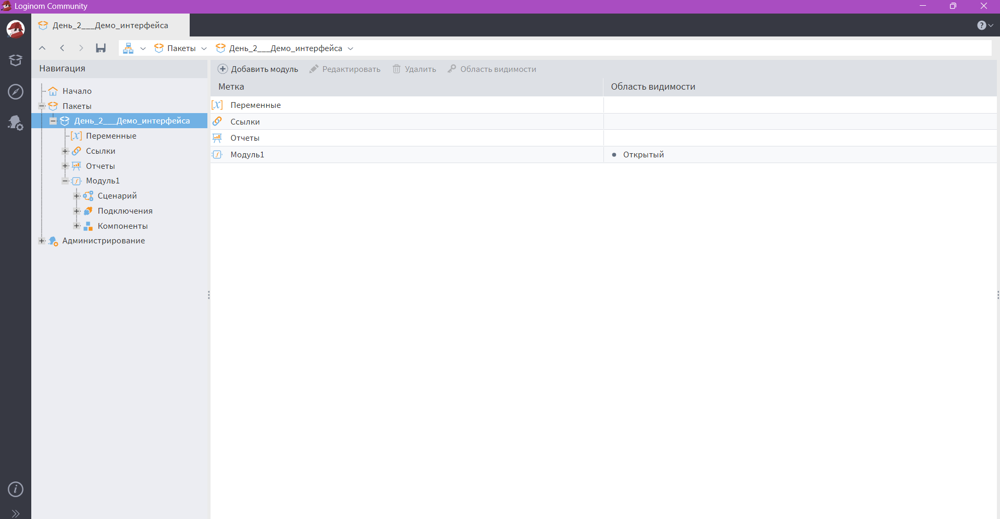 Loginom Community
День_2___Демо_интерфейса
Пакеты День_2___Демо_интерфейса
Навигация
Начало
Пакеты
День_2___Демо_интерфейса
Переменные
Ссылки
Отчеты
Модуль1
Сценарий
Подключения
Компоненты
Администрирование
Добавить модуль Редактировать Удалить Область видимости
Метка Область видимости
Переменные
Ссылки
Отчеты
Модуль1 Открытый